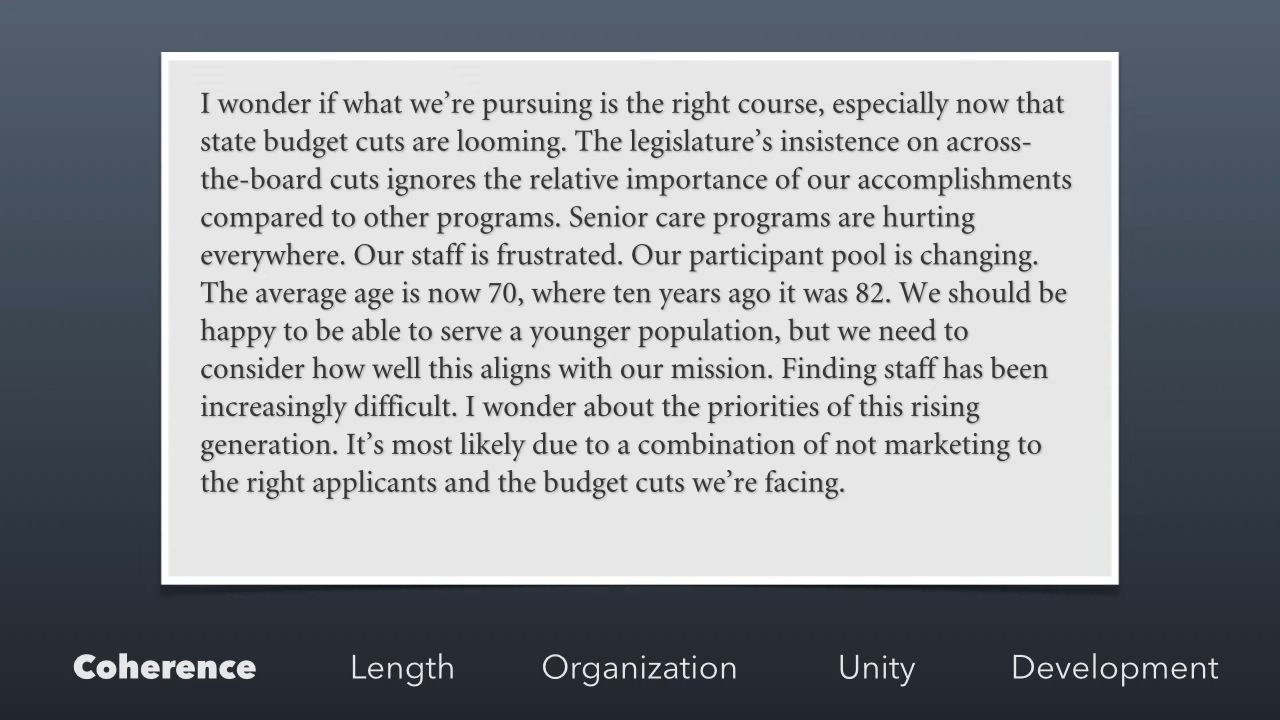 I wonder if what we’re pursuing is the right course, especially now that
state budget cuts are looming. The legislature’s insistence on across-
the-board cuts ignores the relative importance of our accomplishments
compared to other programs. Senior care programs are hurting
everywhere. Our staff is frustrated. Our participant pool is changing.
The average age is now 70, where ten years ago it was 82. We should be
happy to be able to serve a younger population, but we need to
consider how well this aligns with our mission. Finding staff has been
increasingly difficult. I wonder about the priorities of this rising
generation. It’s most likely due to a combination of not marketing to
the right applicants and the budget cuts we’re facing.
Coherence Length Organization Unity Development